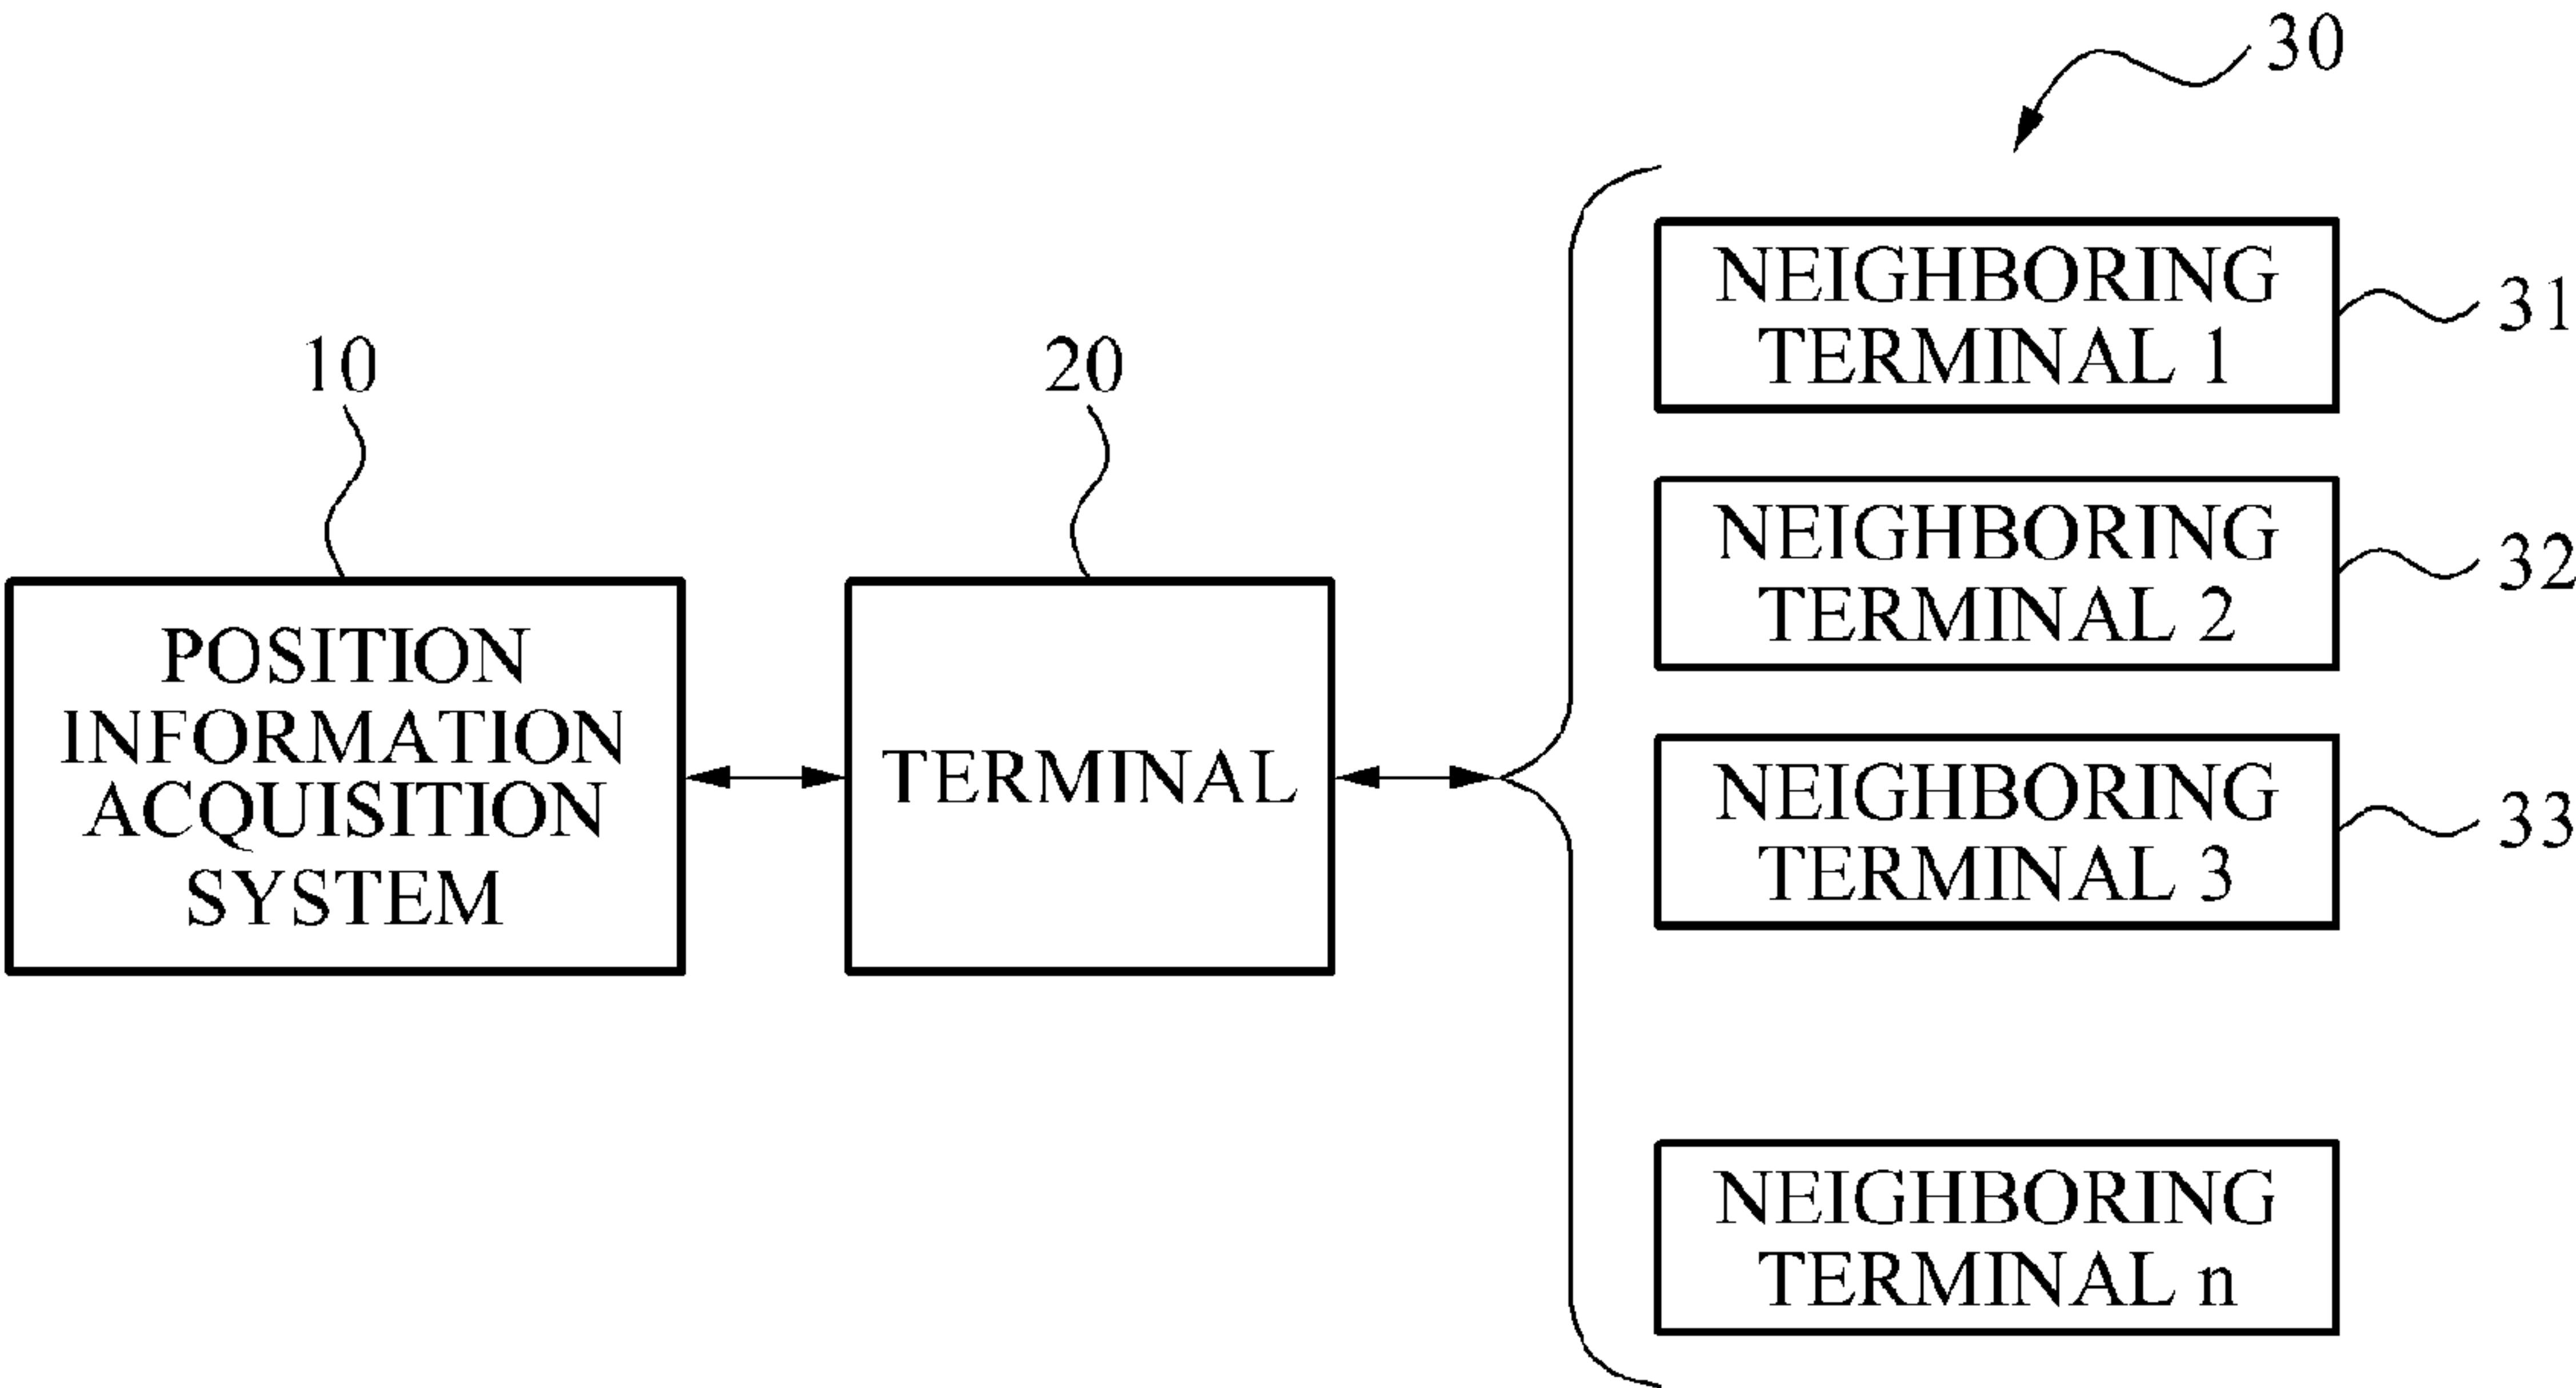 30
NEIGHBORING
TERMINAL 1
31
10
20
NEIGHBORING
TERMINAL 2
32
POSITION
INFORMATION
ACQUISITION
SYSTEM
TERMINAL
NEIGHBORING
TERMINAL 3
33
NEIGHBORING
TERMINAL n